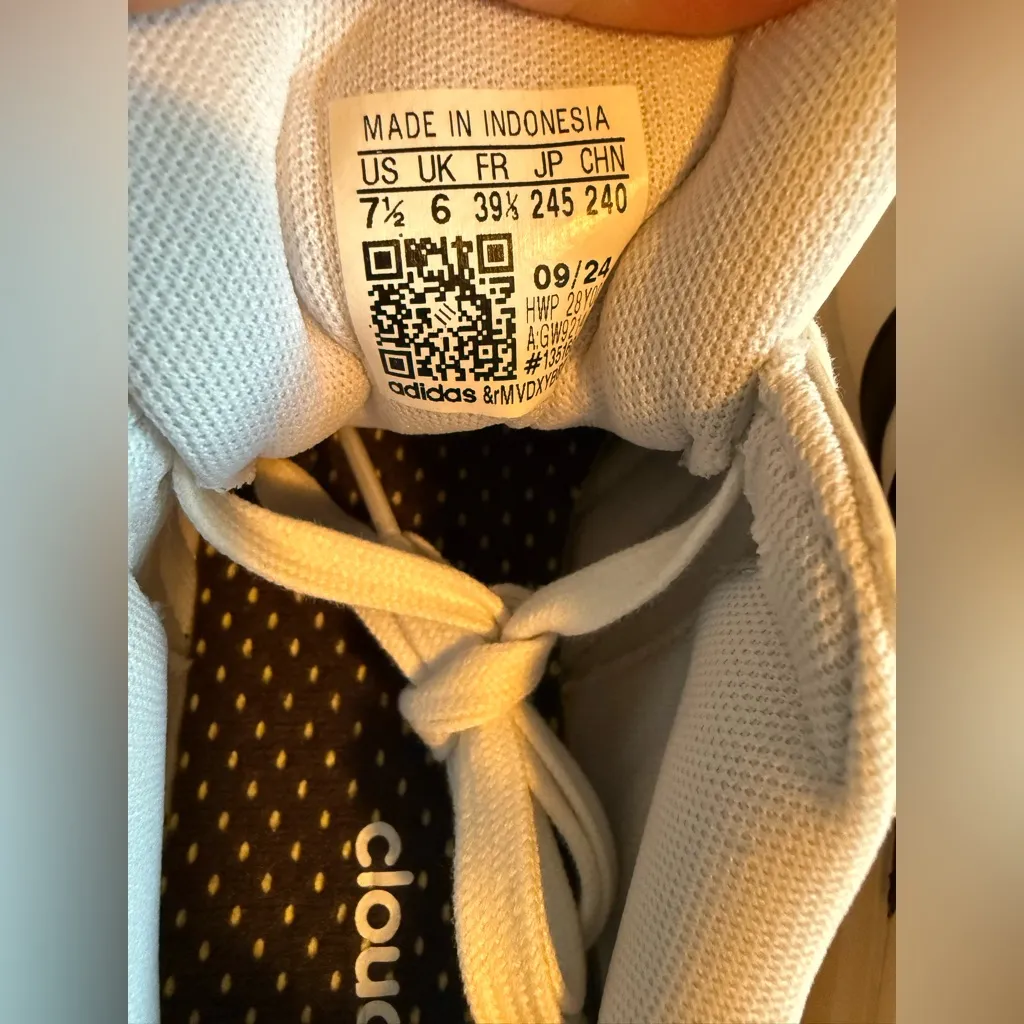 MADE IN INDONESIA
US UK FR JP CHN
7½ 6 39⅓ 245 240
09/24
HWP
adidas